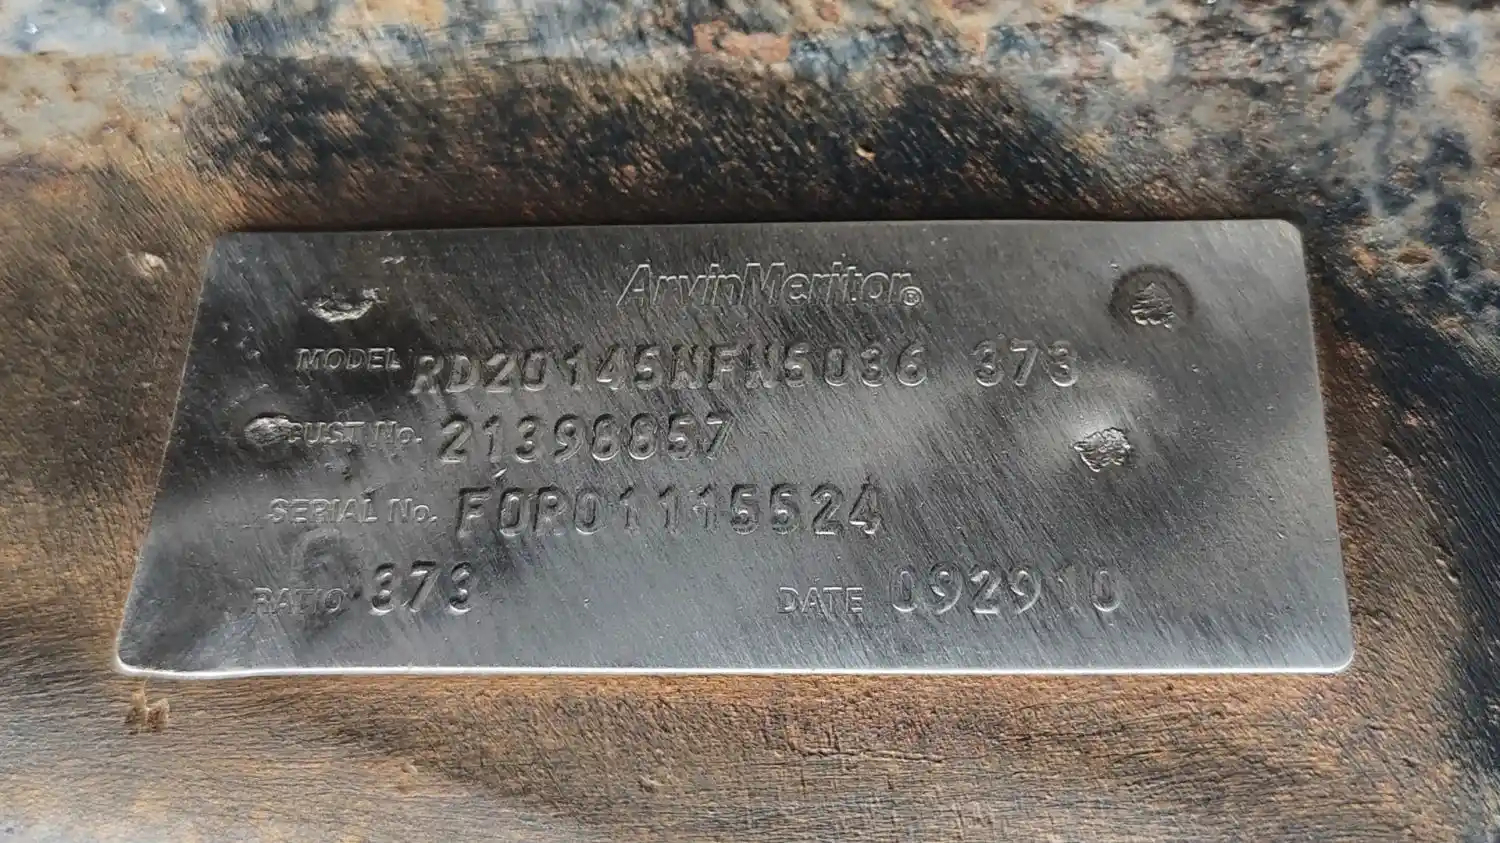 ArvinMeritor®
MODEL RD20145NFN5036 373
CUST No. 21398857
SERIAL No. F0R01115524
RATIO 373 DATE 092910